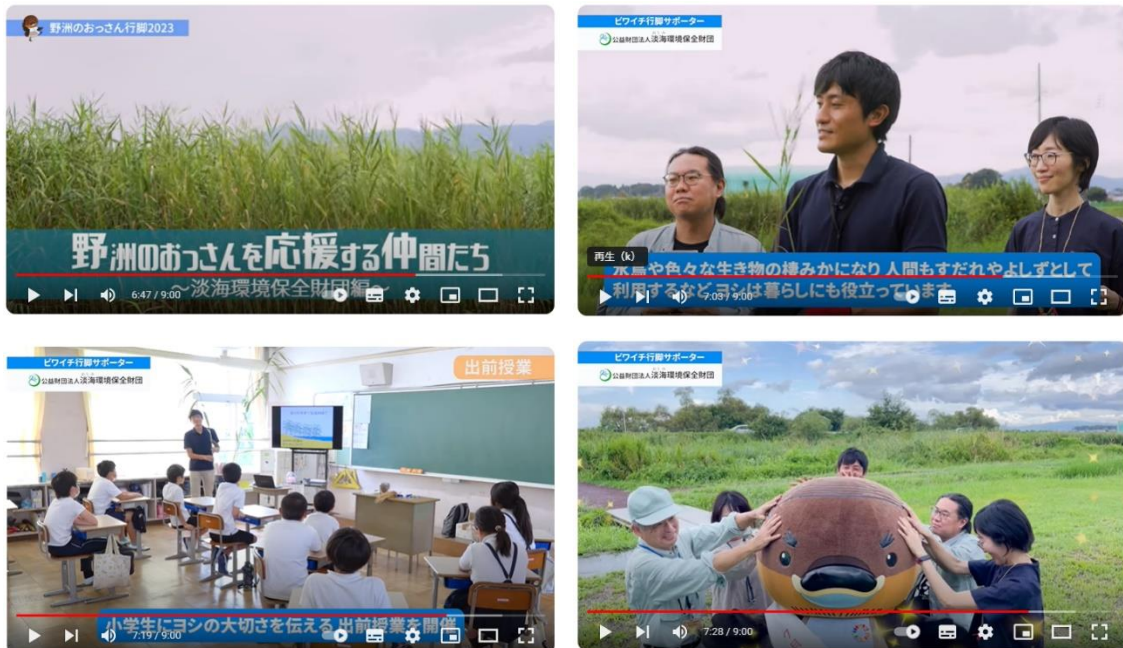 野洲のおっさん行脚2023
野洲のおっさんを応援する仲間たち
～淡海環境保全財団編～
6:47 / 9:00
ビワイチ行脚サポーター
公益財団法人淡海環境保全財団
再生 (k)
水鳥や色々な生き物の棲みかになり 人間もすだれやよしずとして
利用するなど ヨシは暮らしにも役立っています
7:03 / 9:00
ビワイチ行脚サポーター
公益財団法人淡海環境保全財団
出前授業
小学生にヨシの大切さを伝える 出前授業を開催
7:19 / 9:00
ビワイチ行脚サポーター
公益財団法人淡海環境保全財団
7:28 / 9:00